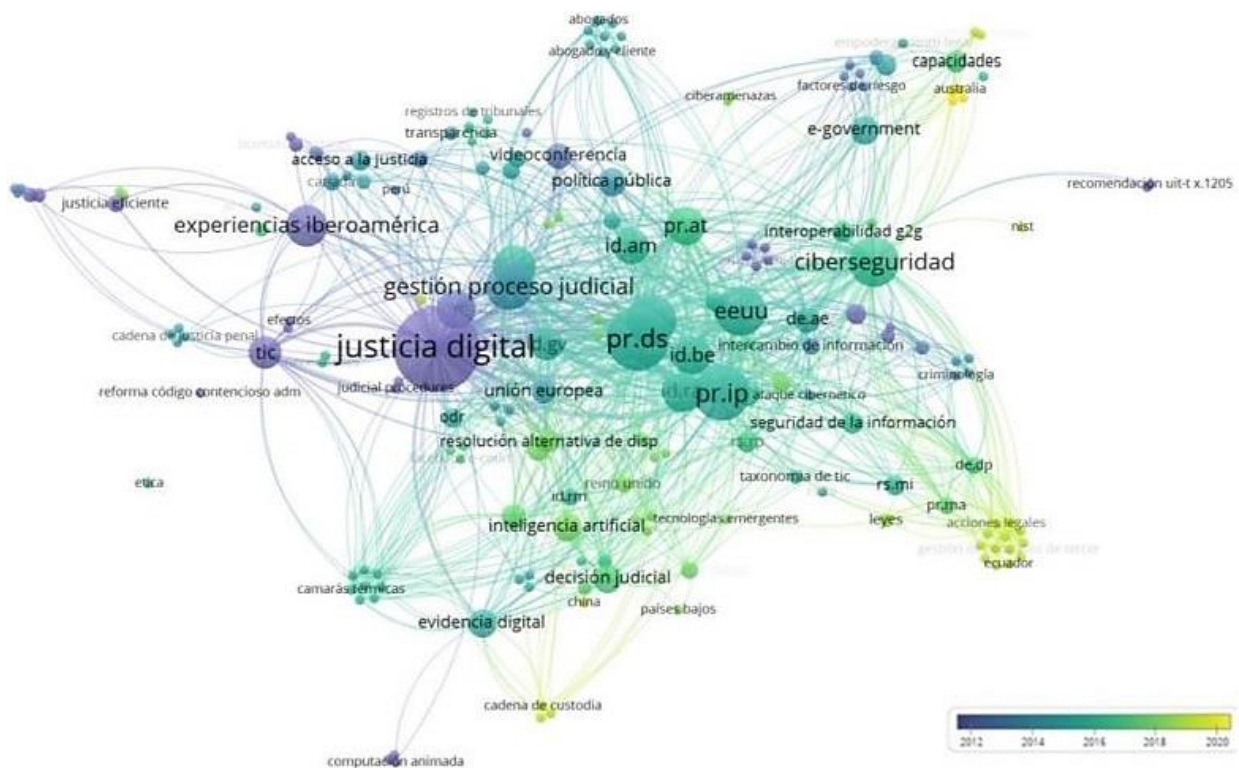 abogados
abogado y cliente
capacidades
factores de riesgo
australia
ciberamenazas
registros de tribunales
transparencia
e-government
videoconferencia
acceso a la justicia
política pública
perú
recomendación uit-t x.1205
justicia eficiente
experiencias iberoamérica
pr.at
interoperabilidad g2g
nist
id.am
ciberseguridad
gestión proceso judicial
eeuu
efectos
de.ae
cadena de justicia penal
justicia digital
pr.ds
tic
id.gv
id.be
intercambio de información
criminología
judicial procedures
reforma código contencioso adm
unión europea
pr.ip
ataque cibernético
odr
seguridad de la información
resolución alternativa de disp
de.dp
taxonomia de tic
etica
reino unido
rs.mi
id.rm
pr.ma
inteligencia artificial
tecnologías emergentes
leyes
acciones legales
ecuador
decisión judicial
camarás térmicas
china
países bajos
evidencia digital
cadena de custodia
computación animada
2012 2014 2016 2018 2020